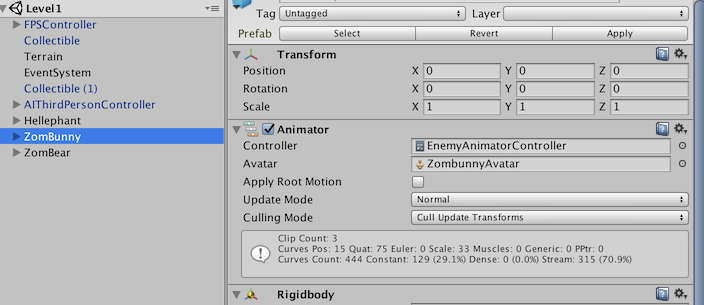 Level1
FPSController
Collectible
Terrain
EventSystem
Collectible (1)
AIThirdPersonController
Hellephant
ZomBunny
ZomBear
Tag Untagged Layer
Prefab Select Revert Apply
Transform
Position X 0 Y 0 Z 0
Rotation X 0 Y 0 Z 0
Scale X 1 Y 1 Z 1
Animator
Controller EnemyAnimatorController
Avatar ZombunnyAvatar
Apply Root Motion
Update Mode Normal
Culling Mode Cull Update Transforms
Clip Count: 3
Curves Pos: 15 Quat: 75 Euler: 0 Scale: 33 Muscles: 0 Generic: 0 PPtr: 0
Curves Count: 444 Constant: 129 (29.1%) Dense: 0 (0.0%) Stream: 315 (70.9%)
Rigidbody